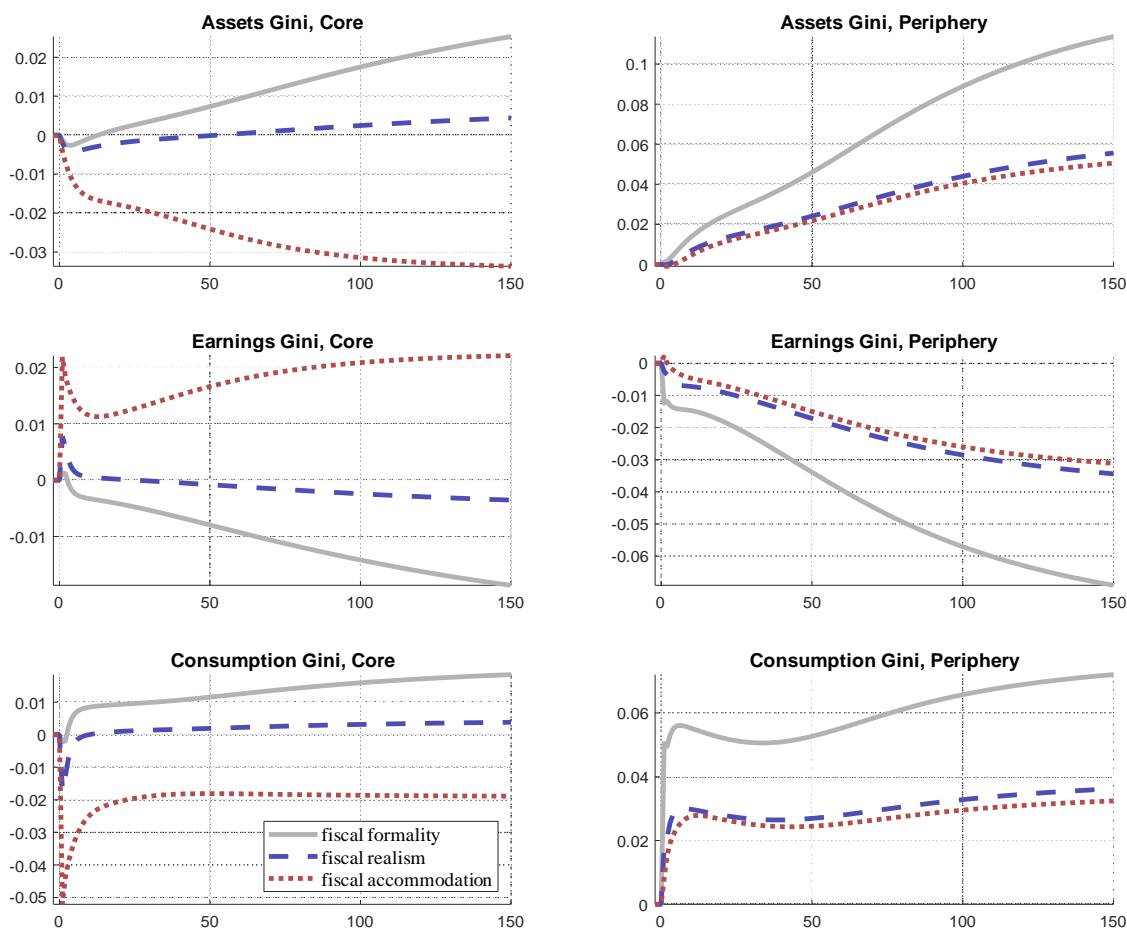 Assets Gini, Core
0.02
0.01
0
-0.01
-0.02
-0.03
0 50 100 150
Assets Gini, Periphery
0.1
0.08
0.06
0.04
0.02
0
0 50 100 150
Earnings Gini, Core
0.02
0.01
0
-0.01
0 50 100 150
Earnings Gini, Periphery
0
-0.01
-0.02
-0.03
-0.04
-0.05
-0.06
0 50 100 150
Consumption Gini, Core
0.01
0
-0.01
-0.02
-0.03
-0.04
-0.05
fiscal formality
fiscal realism
fiscal accommodation
0 50 100 150
Consumption Gini, Periphery
0.06
0.04
0.02
0
0 50 100 150